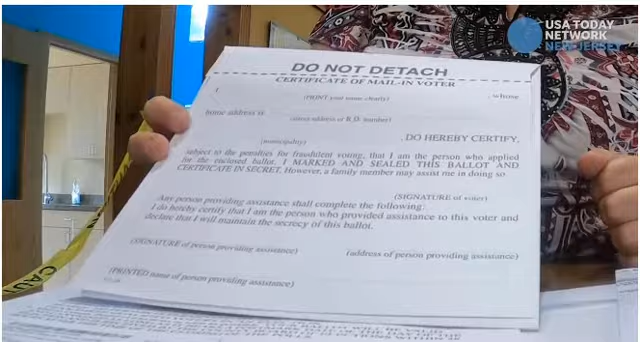 USA TODAY
NETWORK
NEW JERSEY
DO NOT DETACH
CERTIFICATE OF MAIL-IN VOTER
I
(PRINT your name clearly)
, whose
home address is
(street address or R.D. number)
, DO HEREBY CERTIFY,
(municipality)
subject to the penalties for fraudulent voting, that I am the person who applied
for the enclosed ballot. I MARKED AND SEALED THIS BALLOT AND
CERTIFICATE IN SECRET. However, a family member may assist me in doing so
(SIGNATURE of voter)
Any person providing assistance shall complete the following:
I do hereby certify that I am the person who provided assistance to this voter and
declare that I will maintain the secrecy of this ballot.
(SIGNATURE of person providing assistance)
(address of person providing assistance)
(PRINTED name of person providing assistance)
CAU